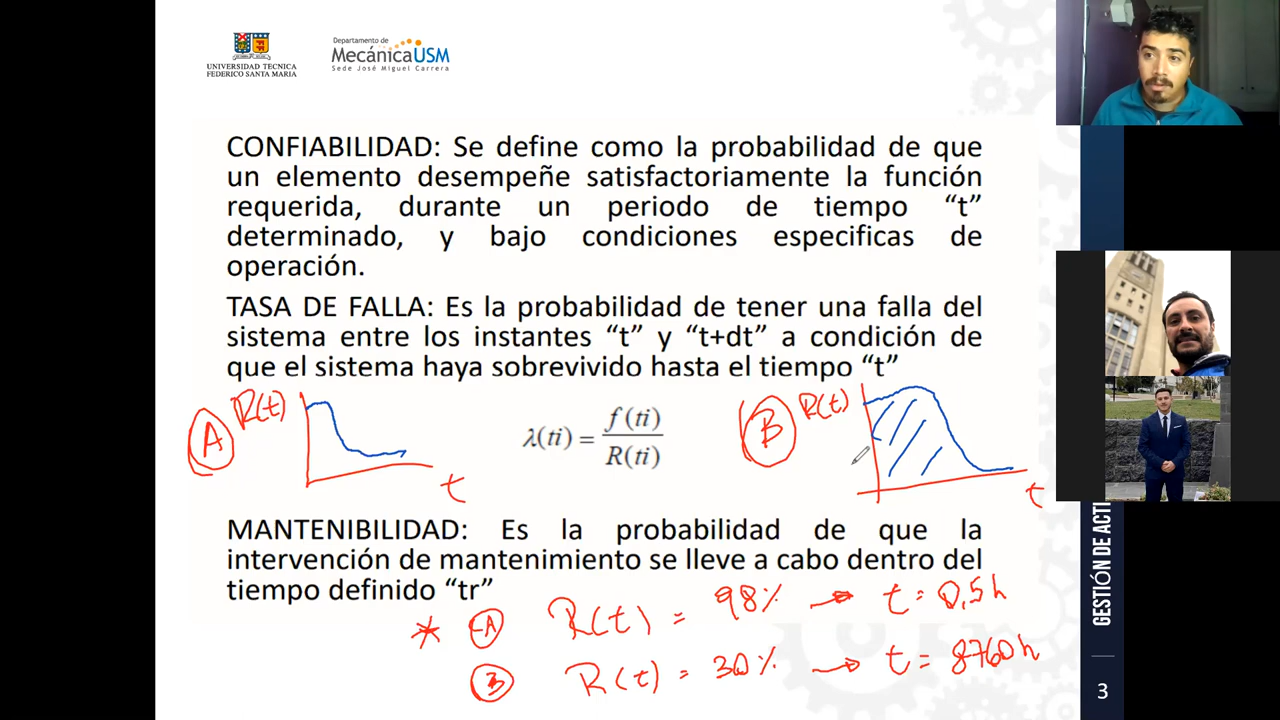 UNIVERSIDAD TECNICA
FEDERICO SANTA MARIA
Departamento de
MecánicaUSM
Sede José Miguel Carrera
CONFIABILIDAD: Se define como la probabilidad de que
un elemento desempeñe satisfactoriamente la función
requerida, durante un periodo de tiempo “t”
determinado, y bajo condiciones especificas de
operación.
TASA DE FALLA: Es la probabilidad de tener una falla del
sistema entre los instantes “t” y “t+dt” a condición de
que el sistema haya sobrevivido hasta el tiempo “t”
A R(t)
t
λ(ti) = f(ti) / R(ti)
B R(t)
t
MANTENIBILIDAD: Es la probabilidad de que la
intervención de mantenimiento se lleve a cabo dentro del
tiempo definido “tr”
* A R(t) = 98% → t = 0,5h
B R(t) = 30% → t = 8760h
GESTIÓN DE ACTI
3